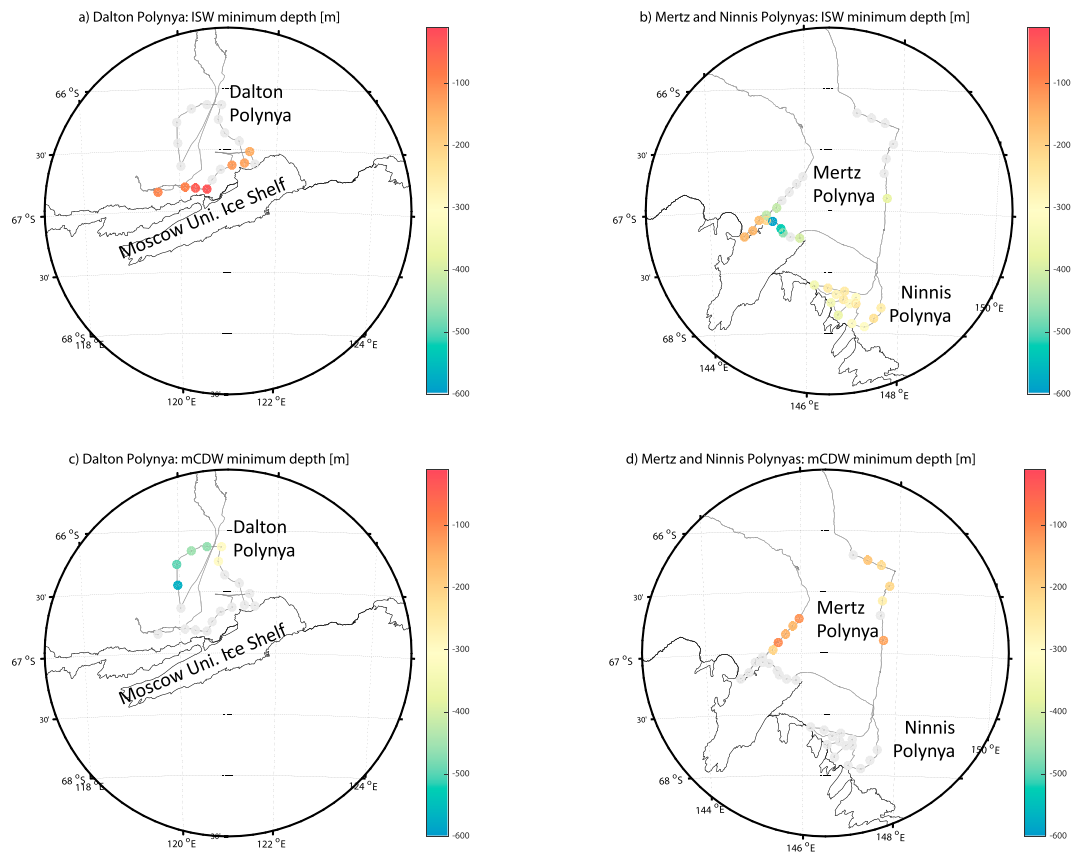 a) Dalton Polynya: ISW minimum depth [m]
66 °S
30'
67 °S
30'
68 °S
118 °E
120 °E
30'
122 °E
124 °E
Dalton
Polynya
Moscow Uni. Ice Shelf
-100
-200
-300
-400
-500
-600
b) Mertz and Ninnis Polynyas: ISW minimum depth [m]
66 °S
30'
67 °S
30'
68 °S
144 °E
146 °E
148 °E
150 °E
Mertz
Polynya
Ninnis
Polynya
-100
-200
-300
-400
-500
-600
c) Dalton Polynya: mCDW minimum depth [m]
66 °S
30'
67 °S
30'
68 °S
118 °E
120 °E
30'
122 °E
124 °E
Dalton
Polynya
Moscow Uni. Ice Shelf
-100
-200
-300
-400
-500
-600
d) Mertz and Ninnis Polynyas: mCDW minimum depth [m]
66 °S
30'
67 °S
30'
68 °S
144 °E
146 °E
148 °E
150 °E
Mertz
Polynya
Ninnis
Polynya
-100
-200
-300
-400
-500
-600